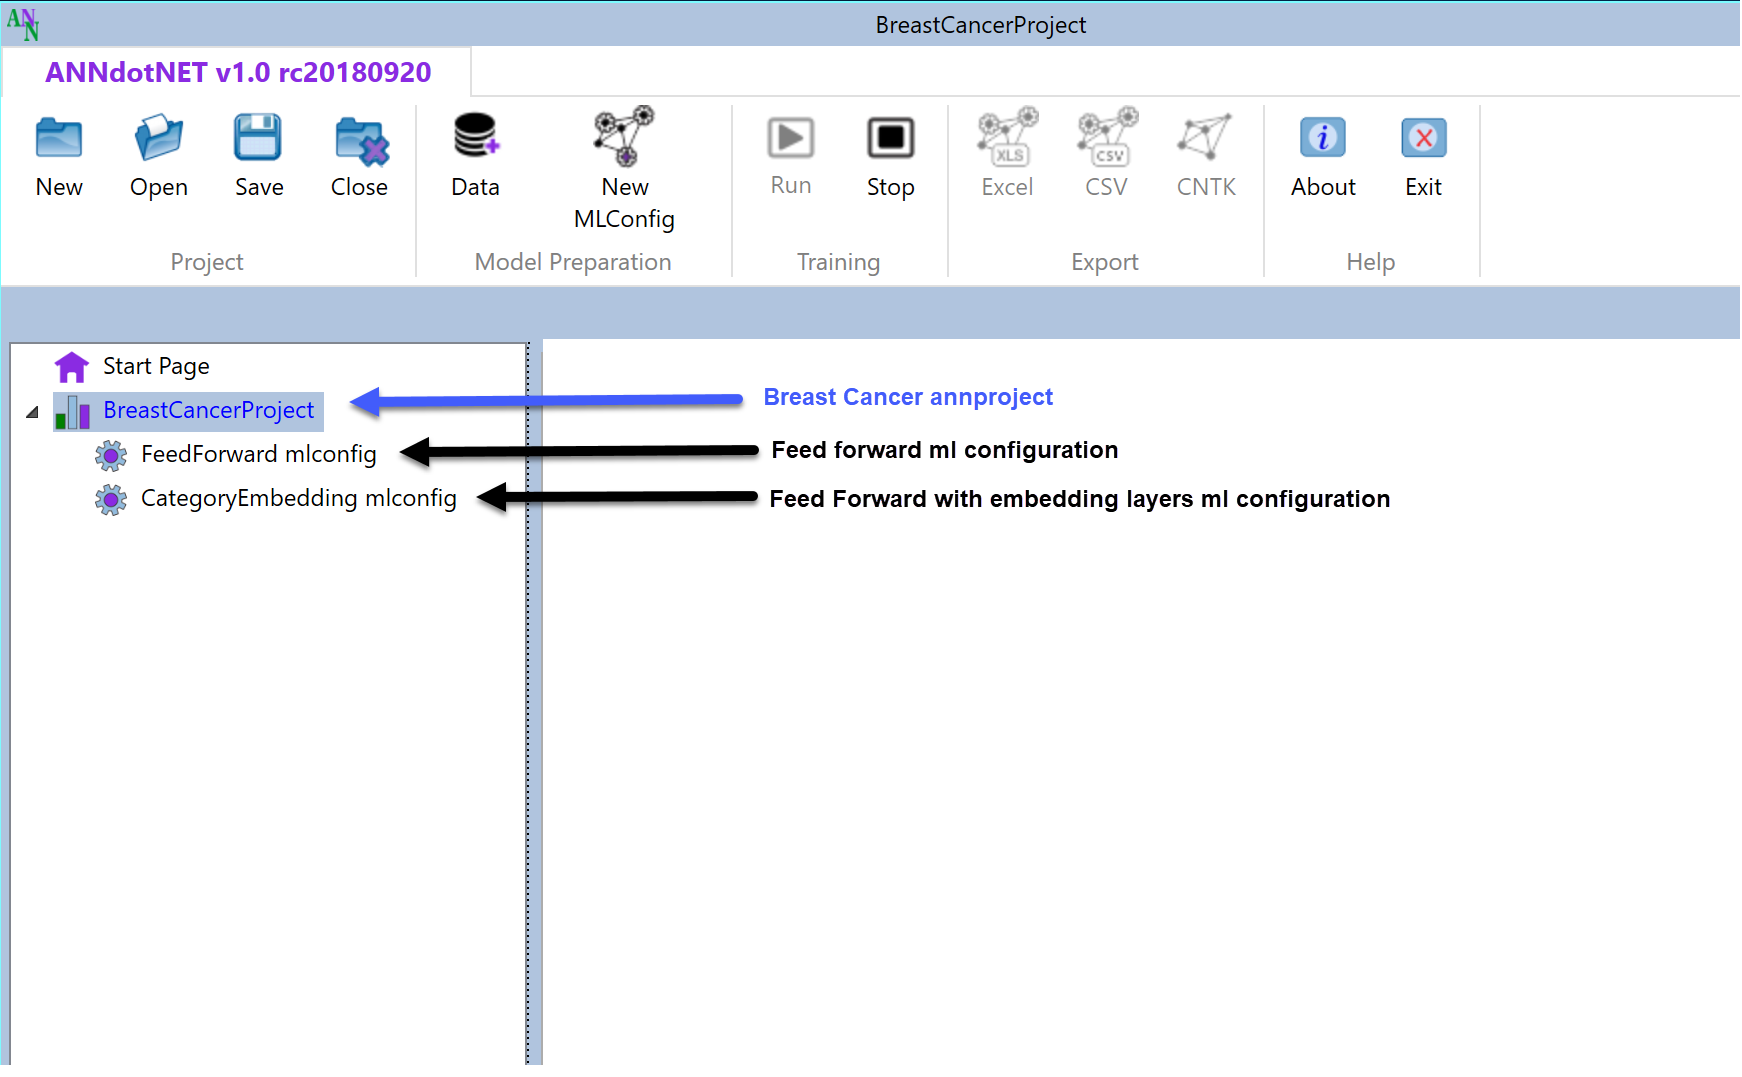 ANN
BreastCancerProject
ANNdotNET v1.0 rc20180920
New
Open
Save
Close
Project
Data
New
MLConfig
Model Preparation
Run
Stop
Training
XLS
Excel
CSV
CSV
CNTK
Export
i
About
Exit
Help
Start Page
BreastCancerProject
Breast Cancer annproject
FeedForward mlconfig
Feed forward ml configuration
CategoryEmbedding mlconfig
Feed Forward with embedding layers ml configuration